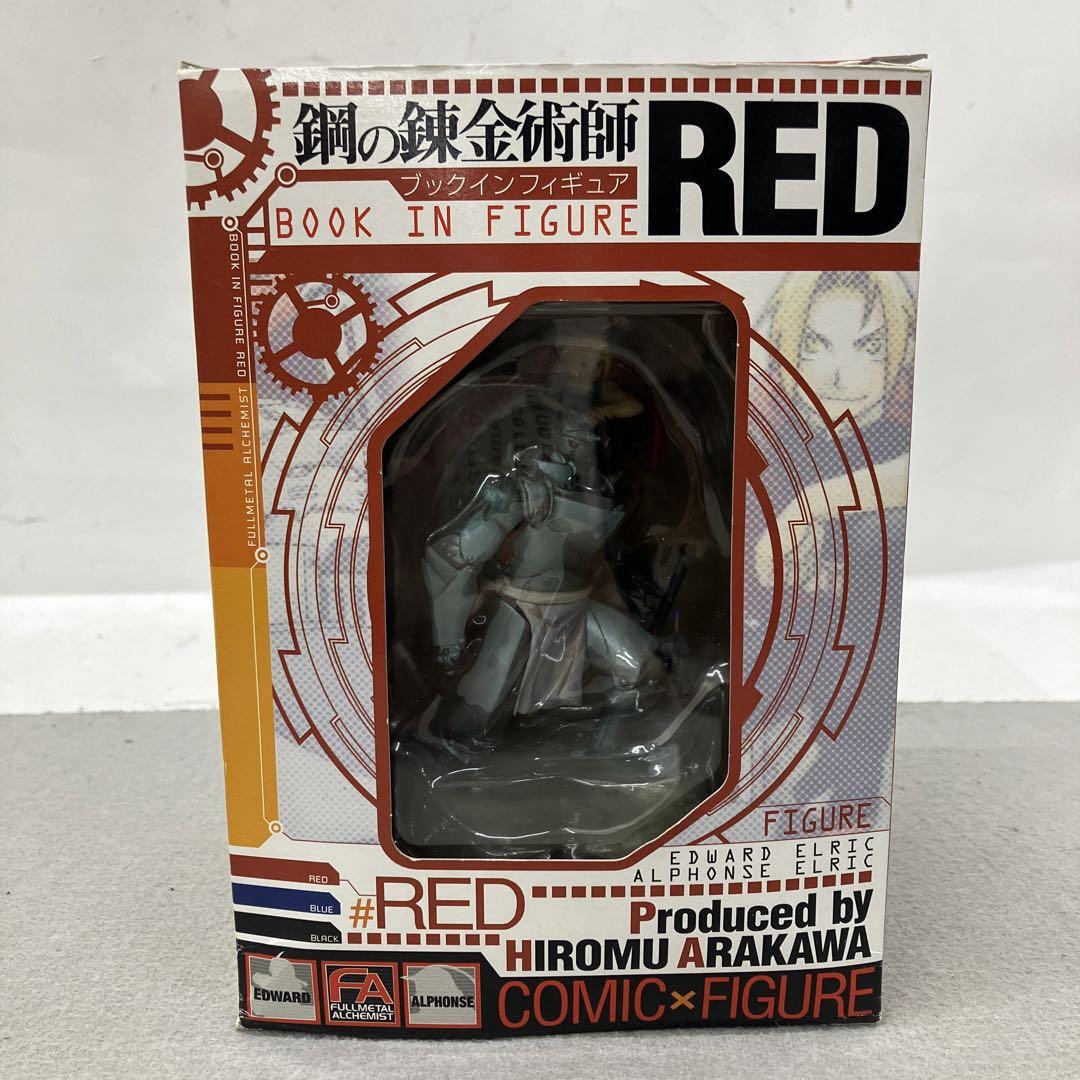 鋼の錬金術師
ブックインフィギュア
BOOK IN FIGURE
RED
BOOK IN FIGURE RED
FULLMETAL ALCHEMIST
FIGURE
EDWARD ELRIC
ALPHONSE ELRIC
RED
BLUE
BLACK
#RED
Produced by
HIROMU ARAKAWA
EDWARD
FA
FULLMETAL
ALCHEMIST
ALPHONSE
COMIC×FIGURE